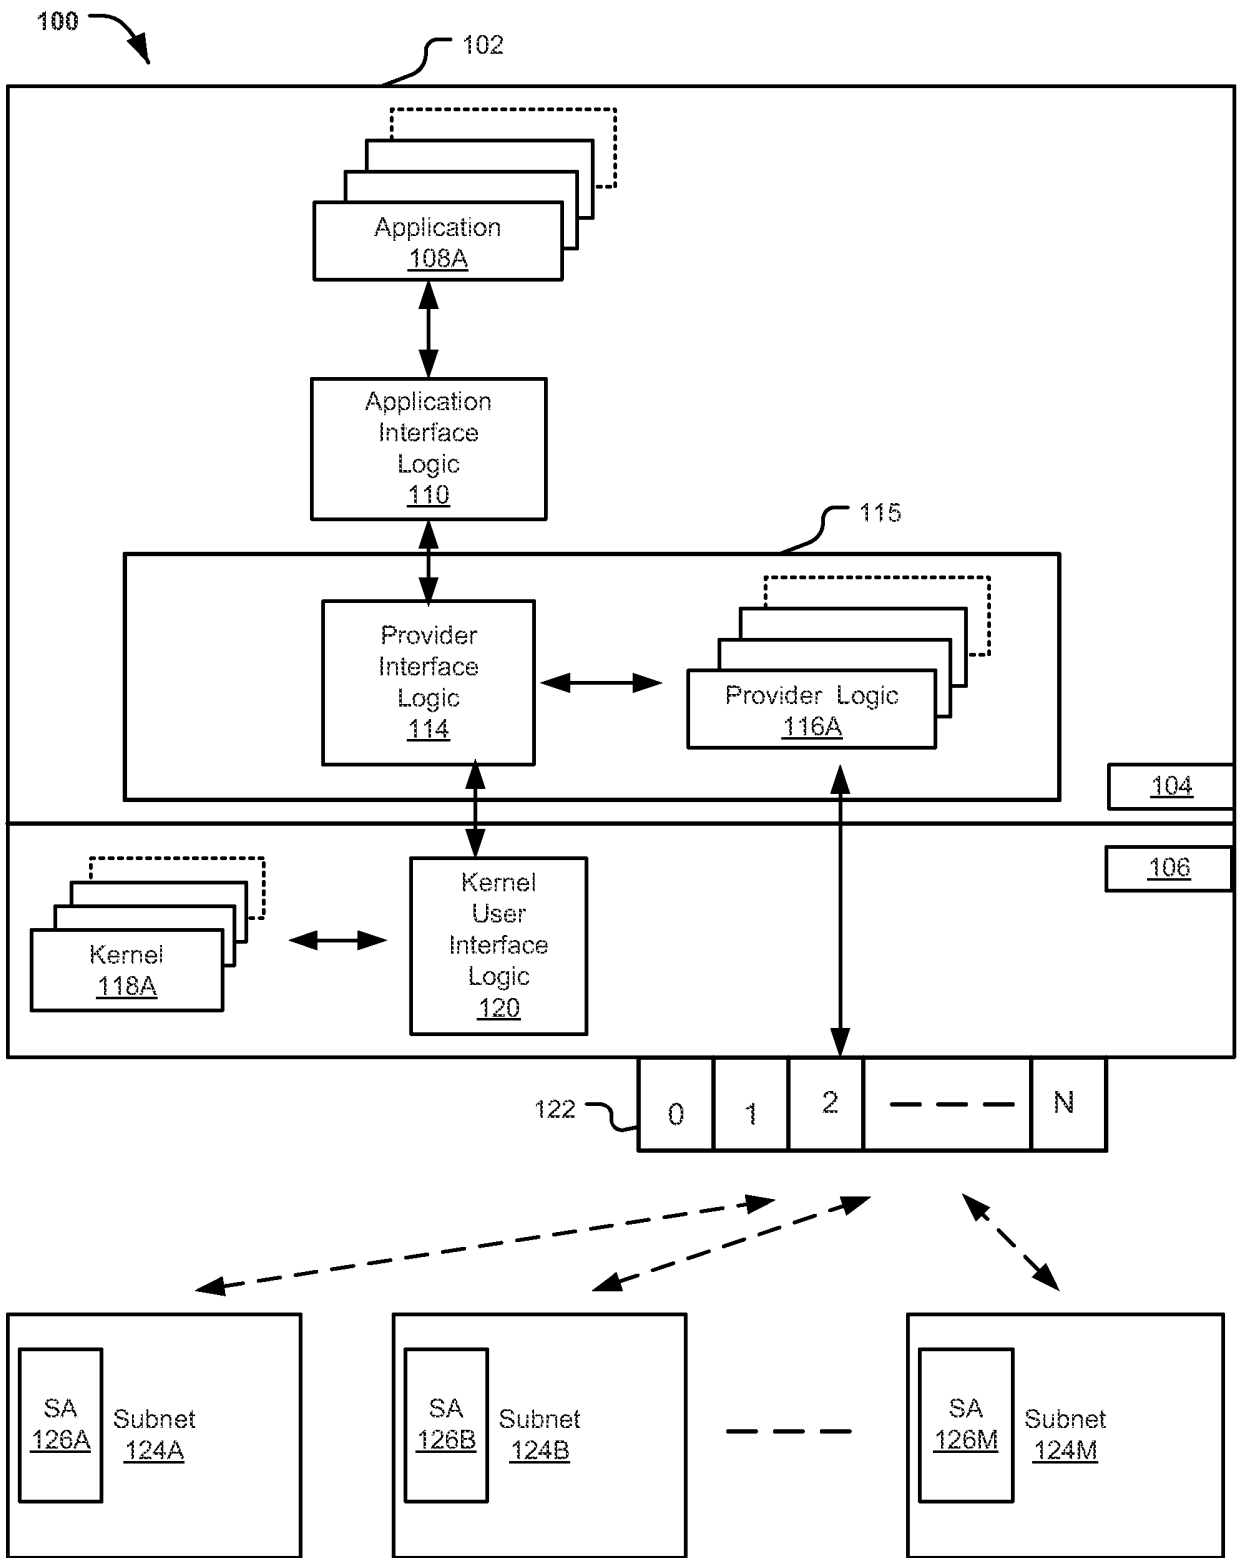 100
102
Application
108A
Application
Interface
Logic
110
115
Provider
Interface
Logic
114
Provider Logic
116A
104
106
Kernel
118A
Kernel
User
Interface
Logic
120
122
0 1 2 N
SA
126A
Subnet
124A
SA
126B
Subnet
124B
SA
126M
Subnet
124M